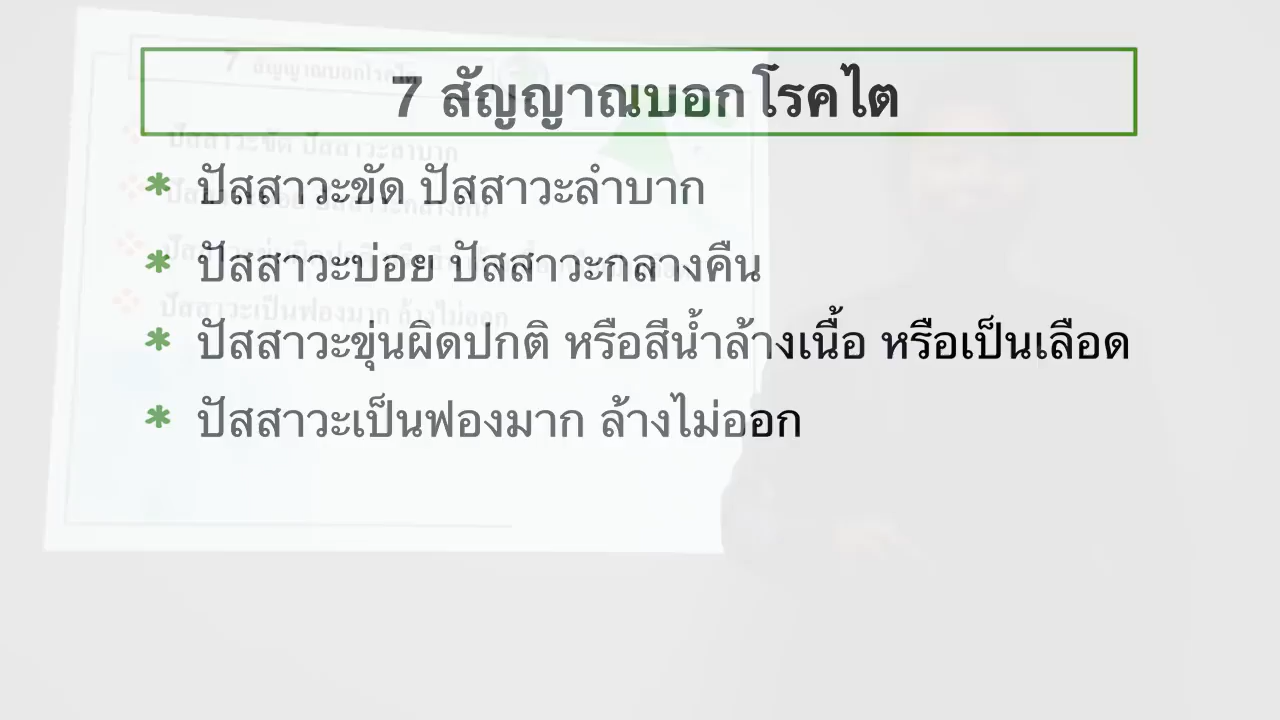 7 สัญญาณบอกโรคไต
ปัสสาวะขัด ปัสสาวะลำบาก
ปัสสาวะบ่อย ปัสสาวะกลางคืน
ปัสสาวะขุ่นผิดปกติ หรือสีน้ำล้างเนื้อ หรือเป็นเลือด
ปัสสาวะเป็นฟองมาก ล้างไม่ออก